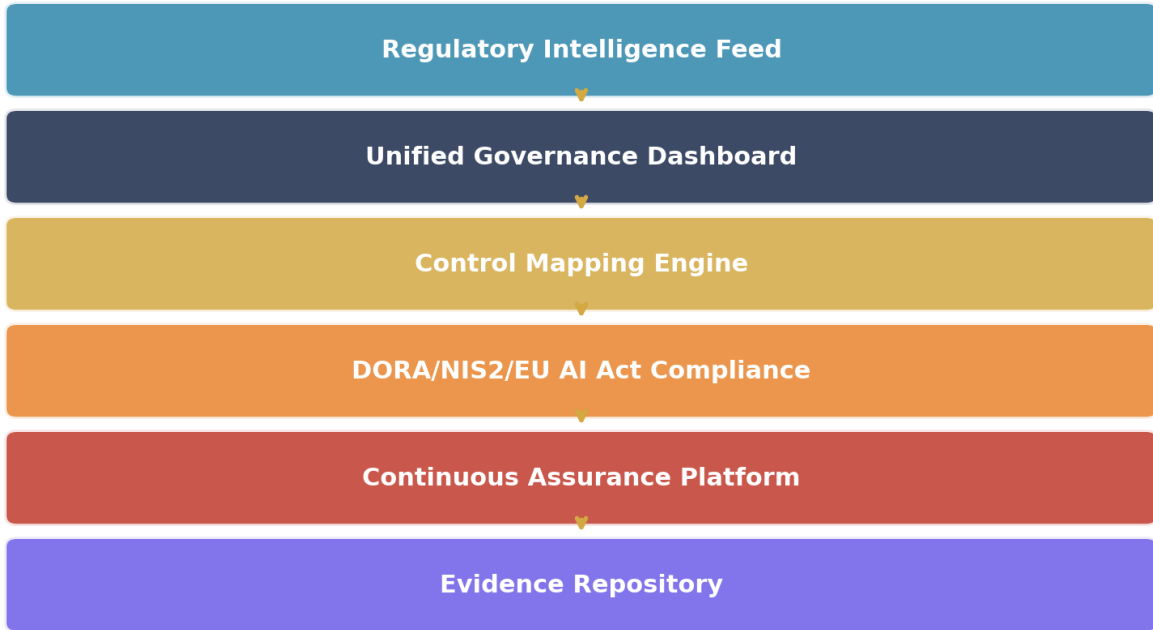 Regulatory Intelligence Feed
Unified Governance Dashboard
Control Mapping Engine
DORA/NIS2/EU AI Act Compliance
Continuous Assurance Platform
Evidence Repository